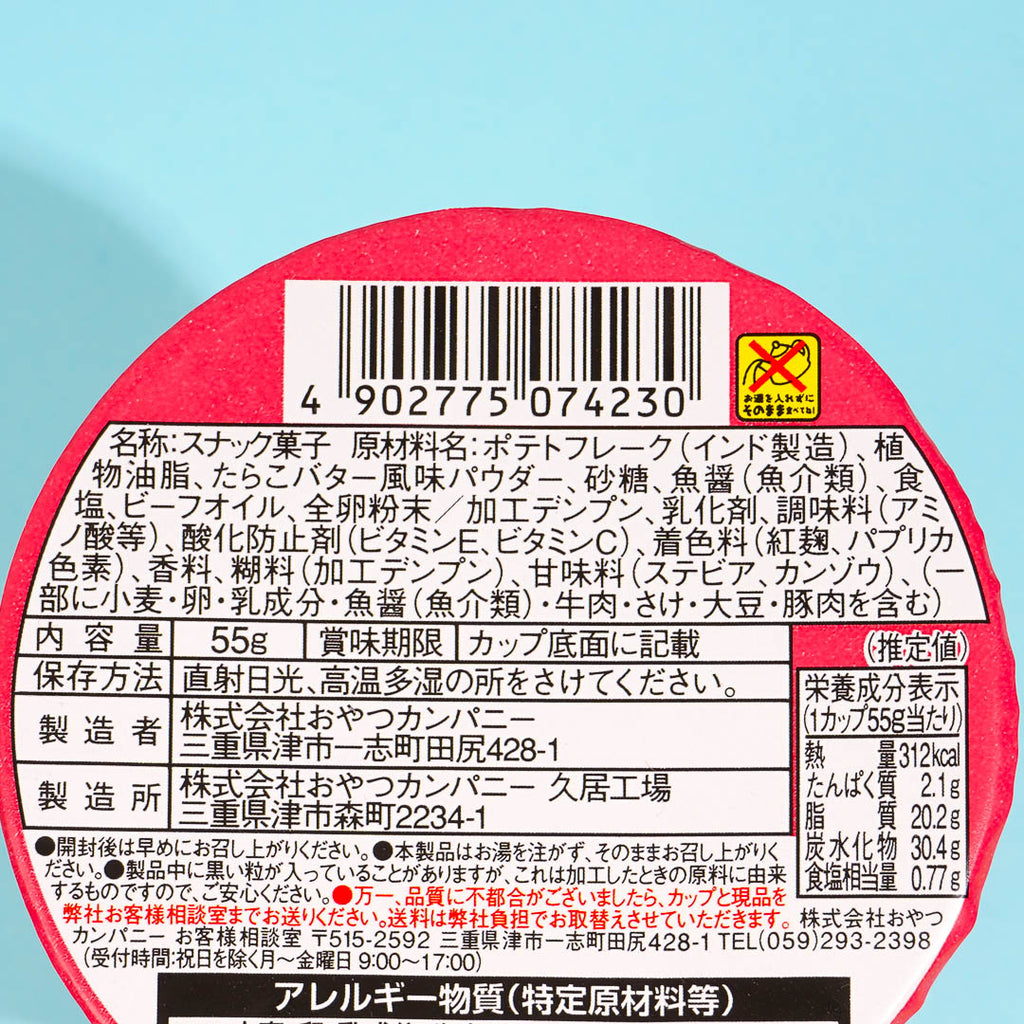 4 902775 074230
お湯を入れずに
そのまま食べてね!
名称:スナック菓子 原材料名:ポテトフレーク(インド製造)、植
物油脂、たらこバター風味パウダー、砂糖、魚醤(魚介類)、食
塩、ビーフオイル、全卵粉末/加工デンプン、乳化剤、調味料(アミ
ノ酸等)、酸化防止剤(ビタミンE、ビタミンC)、着色料(紅麹、パプリカ
色素)、香料、糊料(加工デンプン)、甘味料(ステビア、カンゾウ)、(一
部に小麦・卵・乳成分・魚醤(魚介類)・牛肉・さけ・大豆・豚肉を含む)
内容量 55g 賞味期限 カップ底面に記載
保存方法 直射日光、高温多湿の所をさけてください。
製造者 株式会社おやつカンパニー
三重県津市一志町田尻428-1
製造所 株式会社おやつカンパニー 久居工場
三重県津市森町2234-1
(推定値)
栄養成分表示
(1カップ55g当たり)
熱量 312kcal
たんぱく質 2.1g
脂質 20.2g
炭水化物 30.4g
食塩相当量 0.77g
●開封後は早めにお召し上がりください。●本製品はお湯を注がず、そのままお召し上がりく
ださい。●製品中に黒い粒が入っていることがありますが、これは加工したときの原料に由来
するものですので、ご安心ください。●万一、品質に不都合がございましたら、カップと現品を
弊社お客様相談室までお送りください。送料は弊社負担でお取替えさせていただきます。株式会社おやつ
カンパニー お客様相談室 〒515-2592 三重県津市一志町田尻428-1 TEL(059)293-2398
(受付時間:祝日を除く月〜金曜日 9:00〜17:00)
アレルギー物質(特定原材料等)